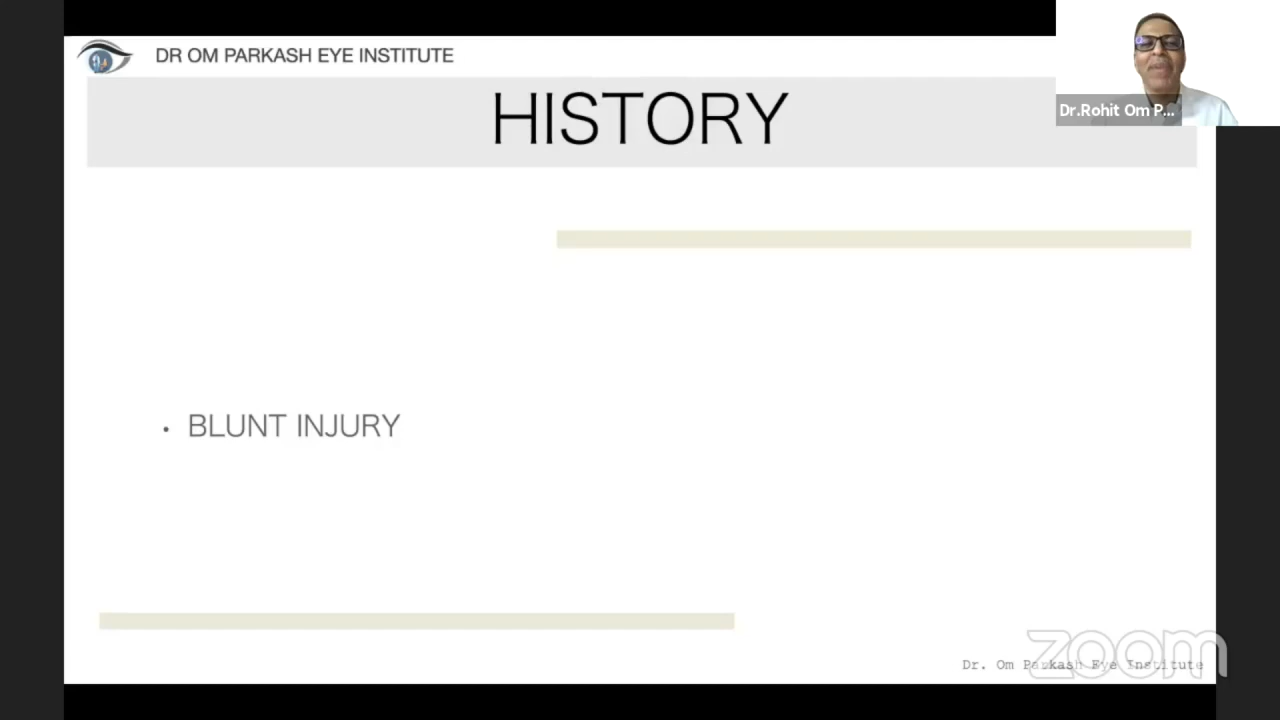 DR OM PARKASH EYE INSTITUTE
HISTORY
Dr.Rohit Om P...
• BLUNT INJURY
zoom
Dr. Om Parkash Eye Institute